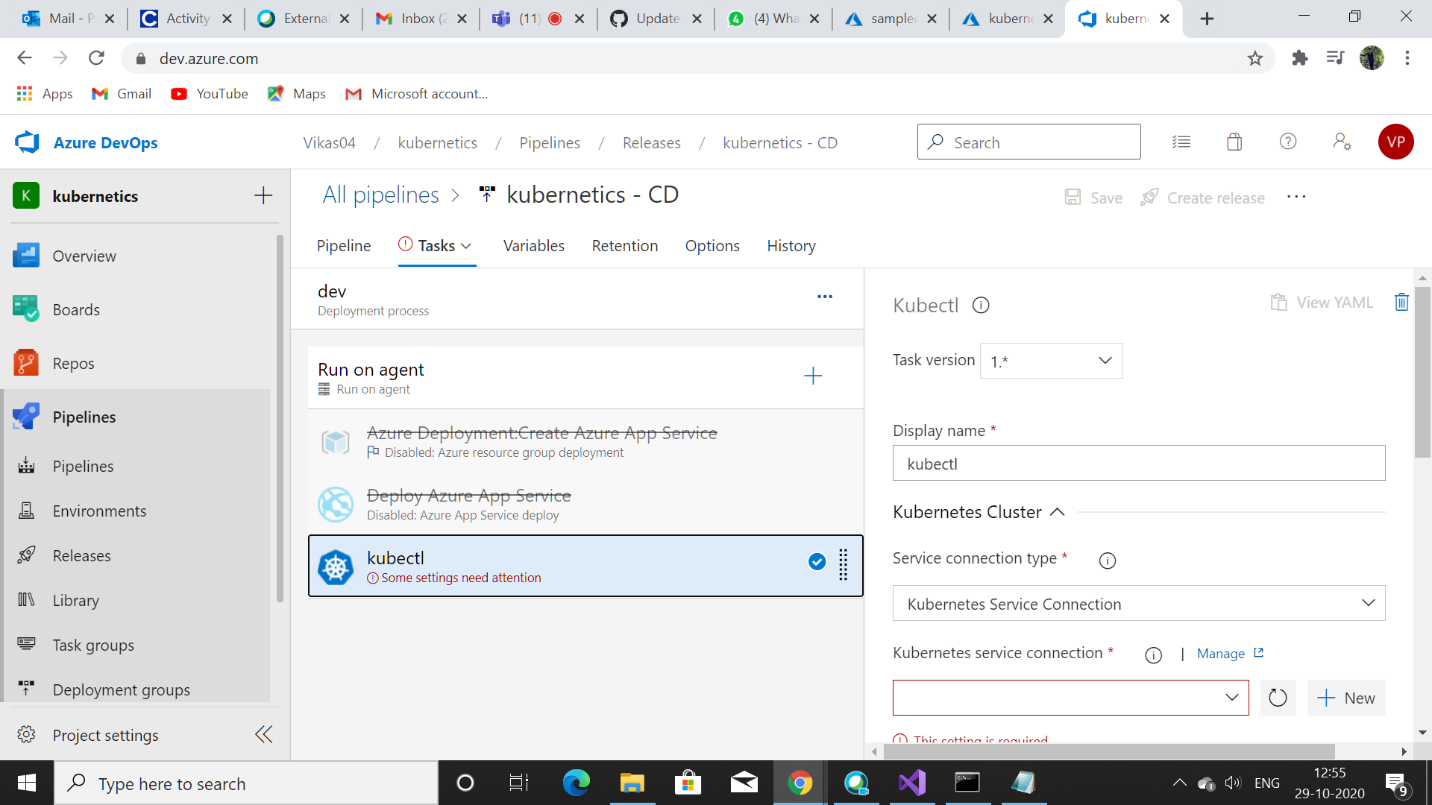 Mail - P
Activity
External
Inbox (2
(11)
Update
(4) Wha
sample
kuberne
kuberne
dev.azure.com
Apps
Gmail
YouTube
Maps
Microsoft account...
Azure DevOps
Vikas04 / kubernetics / Pipelines / Releases / kubernetics - CD
Search
VP
K
kubernetics
All pipelines > kubernetics - CD
Save
Create release
Overview
Boards
Repos
Pipelines
Pipelines
Environments
Releases
Library
Task groups
Deployment groups
Project settings
Pipeline
Tasks
Variables
Retention
Options
History
dev
Deployment process
Run on agent
Run on agent
Azure Deployment:Create Azure App Service
Disabled: Azure resource group deployment
Deploy Azure App Service
Disabled: Azure App Service deploy
kubectl
Some settings need attention
Kubectl
View YAML
Task version 1.*
Display name *
kubectl
Kubernetes Cluster
Service connection type *
Kubernetes Service Connection
Kubernetes service connection * | Manage
New
This setting is required.
Type here to search
ENG
12:55
29-10-2020
9